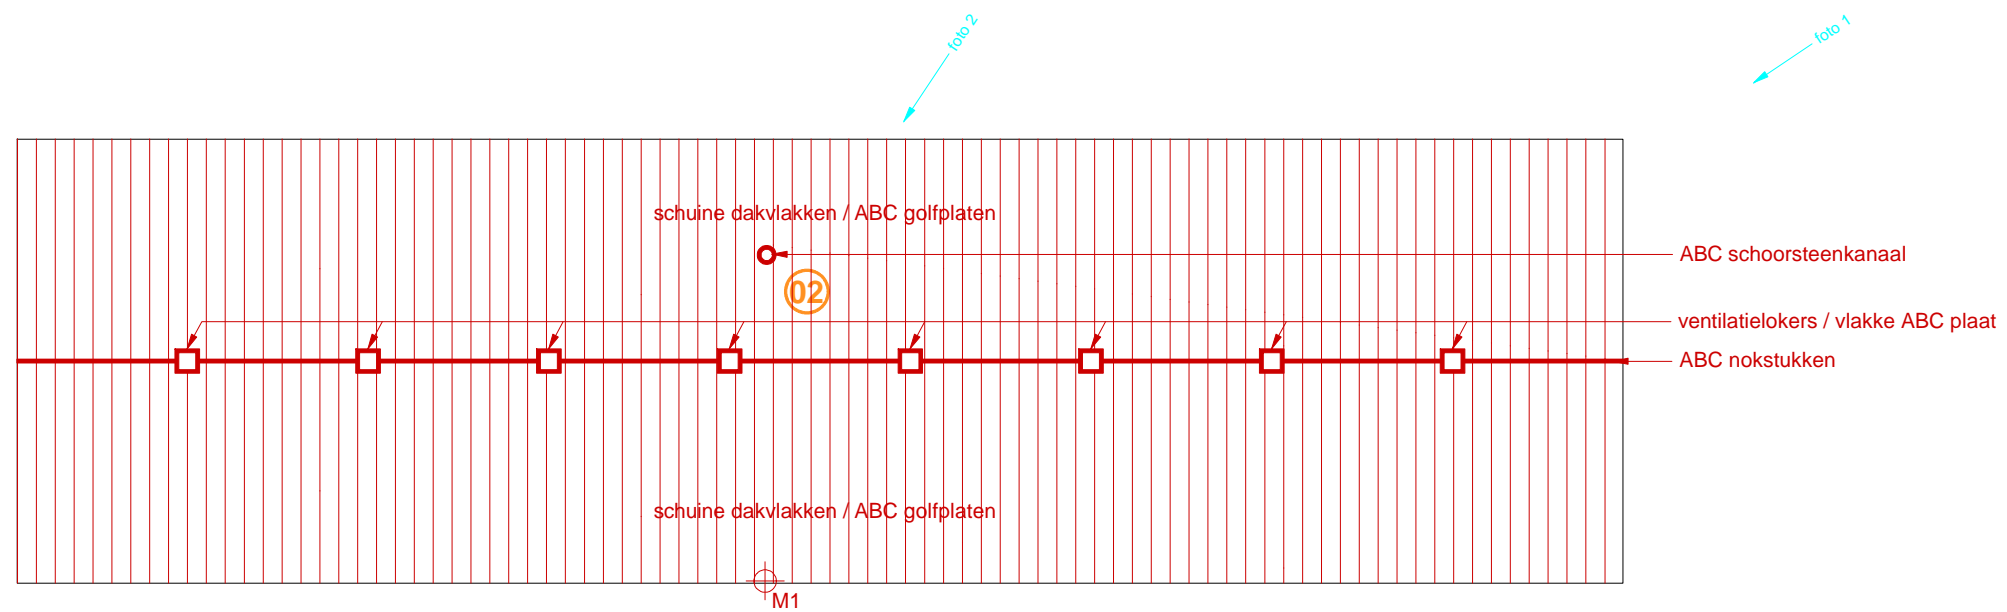 foto 2
foto 1
schuine dakvlakken / ABC golfplaten
ABC schoorsteenkanaal
02
ventilatielokers / vlakke ABC plaat
ABC nokstukken
schuine dakvlakken / ABC golfplaten
M1